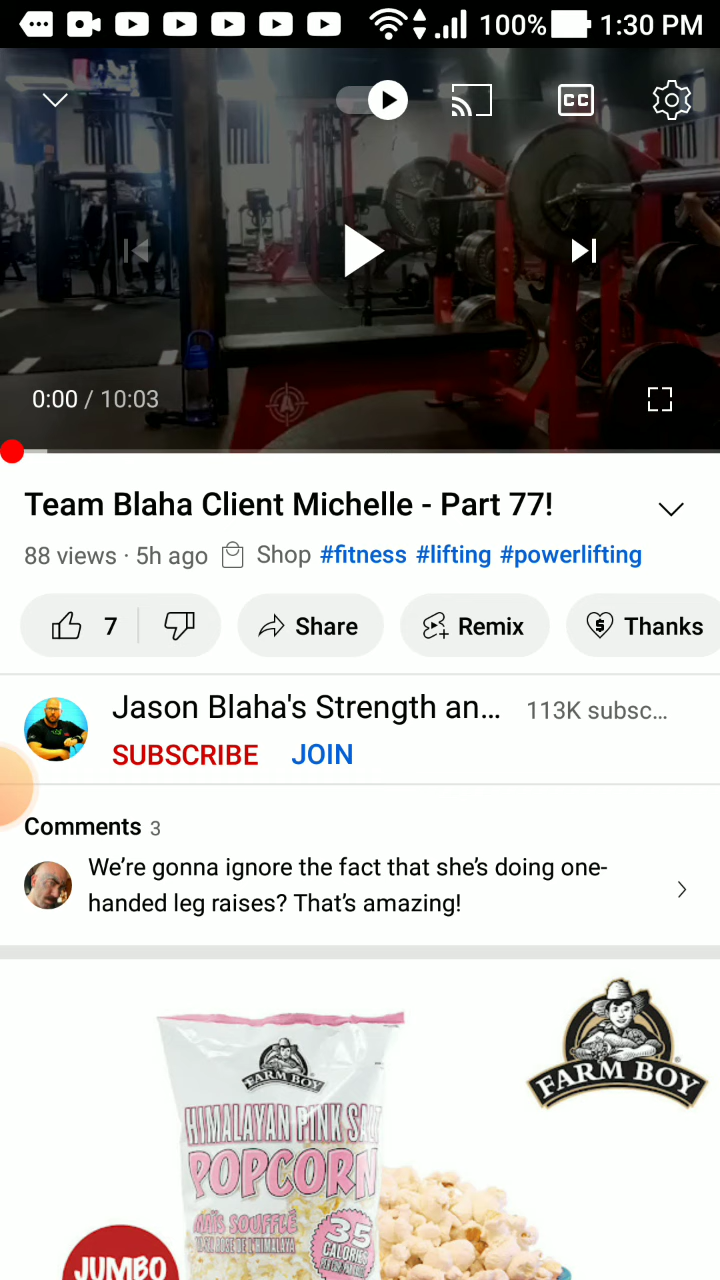 100% 1:30 PM
CC
0:00 / 10:03
Team Blaha Client Michelle - Part 77!
88 views · 5h ago Shop #fitness #lifting #powerlifting
7 Share Remix Thanks
Jason Blaha's Strength an... 113K subsc...
SUBSCRIBE JOIN
Comments 3
We're gonna ignore the fact that she's doing one-
handed leg raises? That's amazing!
FARM BOY
FARM BOY
HIMALAYAN PINK SALT
POPCORN
MAÏS SOUFFLÉ
35
CALORIES
JUMBO